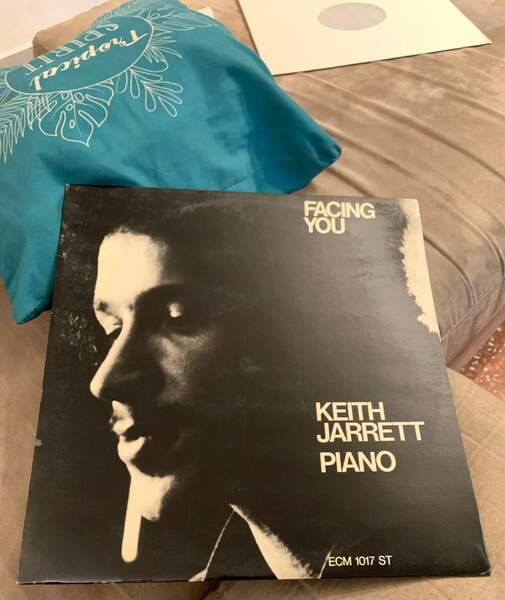 Tropical
SPIRIT
FACING
YOU
KEITH
JARRETT
PIANO
ECM 1017 ST